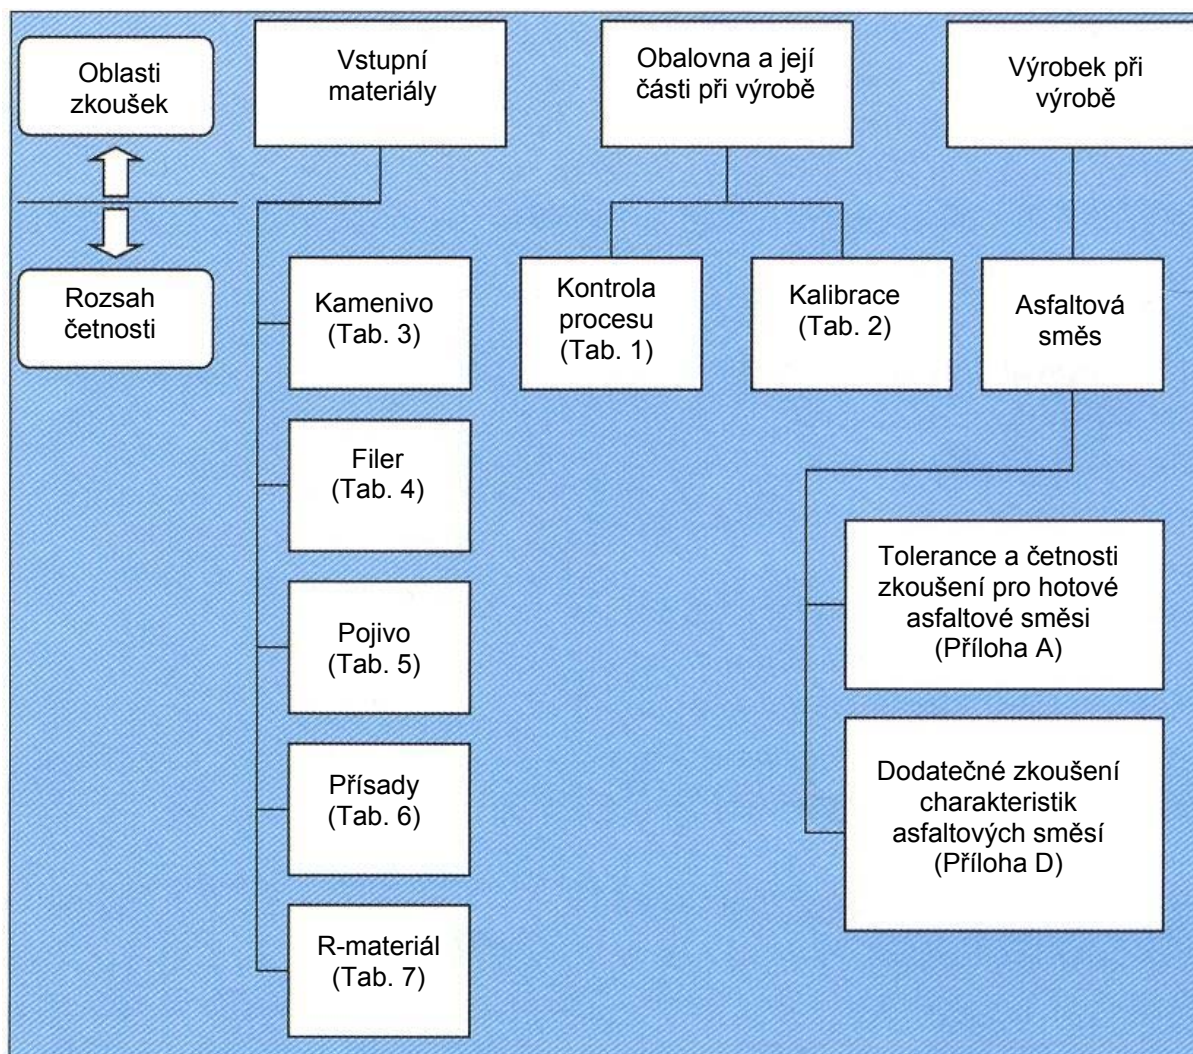 Oblasti
zkoušek
Vstupní
materiály
Obalovna a její
části při výrobě
Výrobek při
výrobě
Rozsah
četnosti
Kamenivo
(Tab. 3)
Kontrola
procesu
(Tab. 1)
Kalibrace
(Tab. 2)
Asfaltová
směs
Filer
(Tab. 4)
Pojivo
(Tab. 5)
Přísady
(Tab. 6)
R-materiál
(Tab. 7)
Tolerance a četnosti
zkoušení pro hotové
asfaltové směsi
(Příloha A)
Dodatečné zkoušení
charakteristik
asfaltových směsí
(Příloha D)